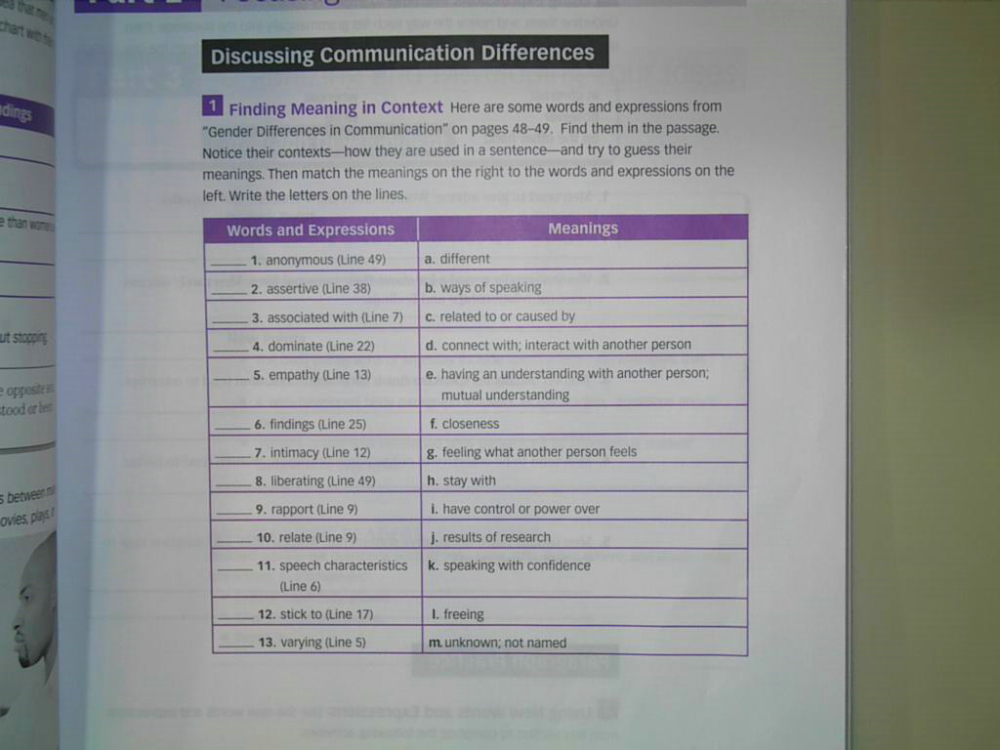 Discussing Communication Differences
1 Finding Meaning in Context Here are some words and expressions from
"Gender Differences in Communication" on pages 48–49. Find them in the passage.
Notice their contexts—how they are used in a sentence—and try to guess their
meanings. Then match the meanings on the right to the words and expressions on the
left. Write the letters on the lines.
Words and Expressions Meanings
_____ 1. anonymous (Line 49) a. different
_____ 2. assertive (Line 38) b. ways of speaking
_____ 3. associated with (Line 7) c. related to or caused by
_____ 4. dominate (Line 22) d. connect with; interact with another person
_____ 5. empathy (Line 13) e. having an understanding with another person;
mutual understanding
_____ 6. findings (Line 25) f. closeness
_____ 7. intimacy (Line 12) g. feeling what another person feels
_____ 8. liberating (Line 49) h. stay with
_____ 9. rapport (Line 9) i. have control or power over
_____ 10. relate (Line 9) j. results of research
_____ 11. speech characteristics k. speaking with confidence
(Line 6)
_____ 12. stick to (Line 17) l. freeing
_____ 13. varying (Line 5) m. unknown; not named